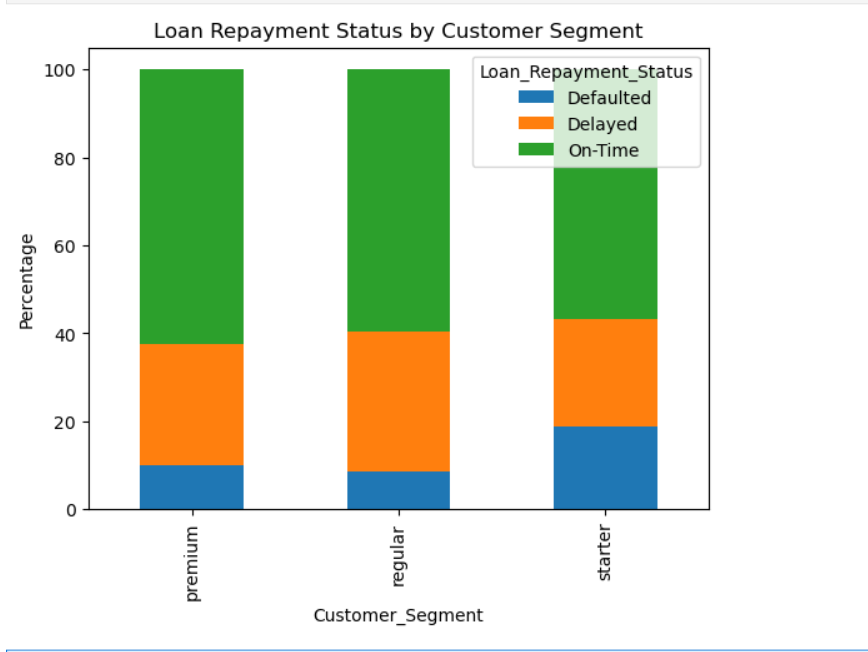 Loan Repayment Status by Customer Segment
Loan_Repayment_Status
Defaulted
Delayed
On-Time
100
80
60
40
20
0
Percentage
premium
regular
starter
Customer_Segment